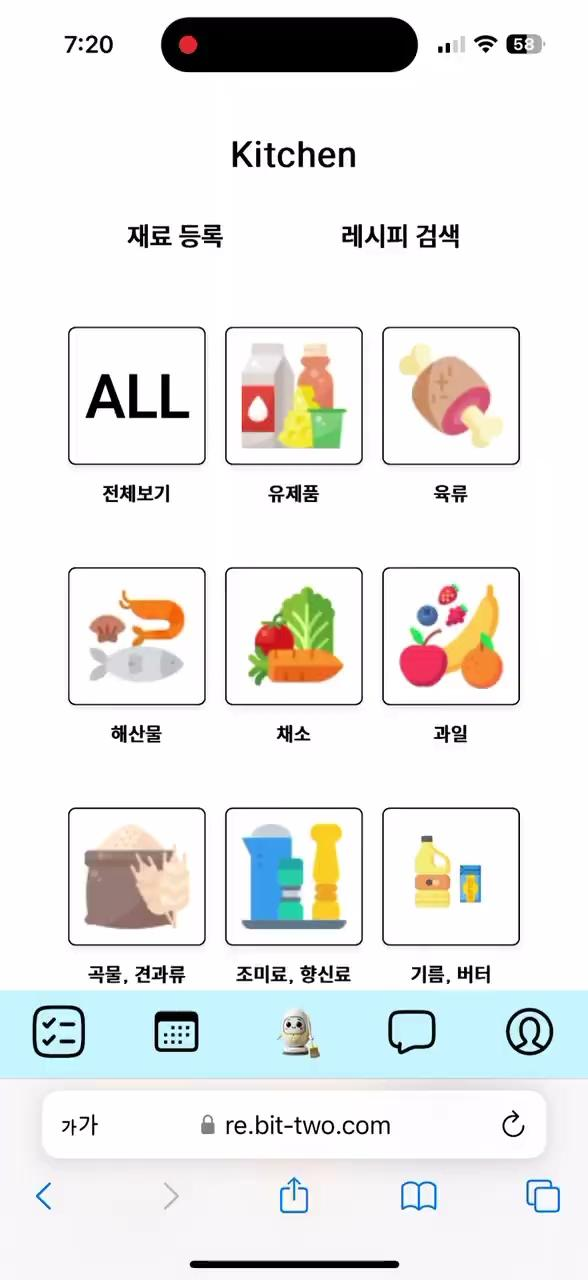 7:20
58
Kitchen
재료 등록 레시피 검색
ALL
전체보기 유제품 육류
해산물 채소 과일
곡물, 견과류 조미료, 향신료 기름, 버터
가가 re.bit-two.com